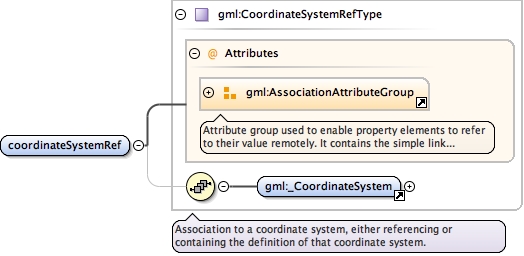 gml:CoordinateSystemRefType
@ Attributes
gml:AssociationAttributeGroup
Attribute group used to enable property elements to refer
to their value remotely. It contains the simple link...
coordinateSystemRef
gml:_CoordinateSystem
Association to a coordinate system, either referencing or
containing the definition of that coordinate system.